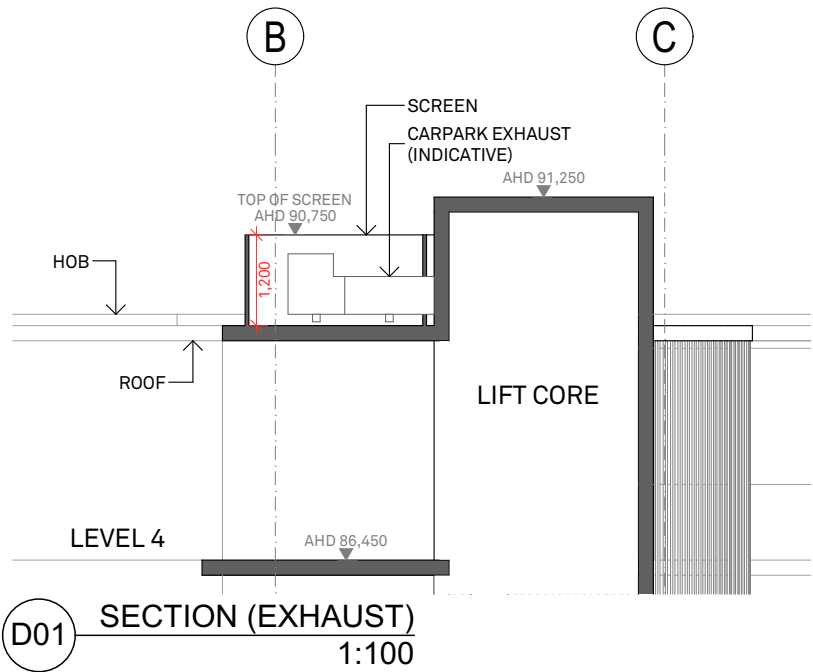 B
C
SCREEN
CARPARK EXHAUST
(INDICATIVE)
AHD 91,250
TOP OF SCREEN
AHD 90,750
HOB
1,200
ROOF
LIFT CORE
LEVEL 4
AHD 86,450
D01
SECTION (EXHAUST)
1:100